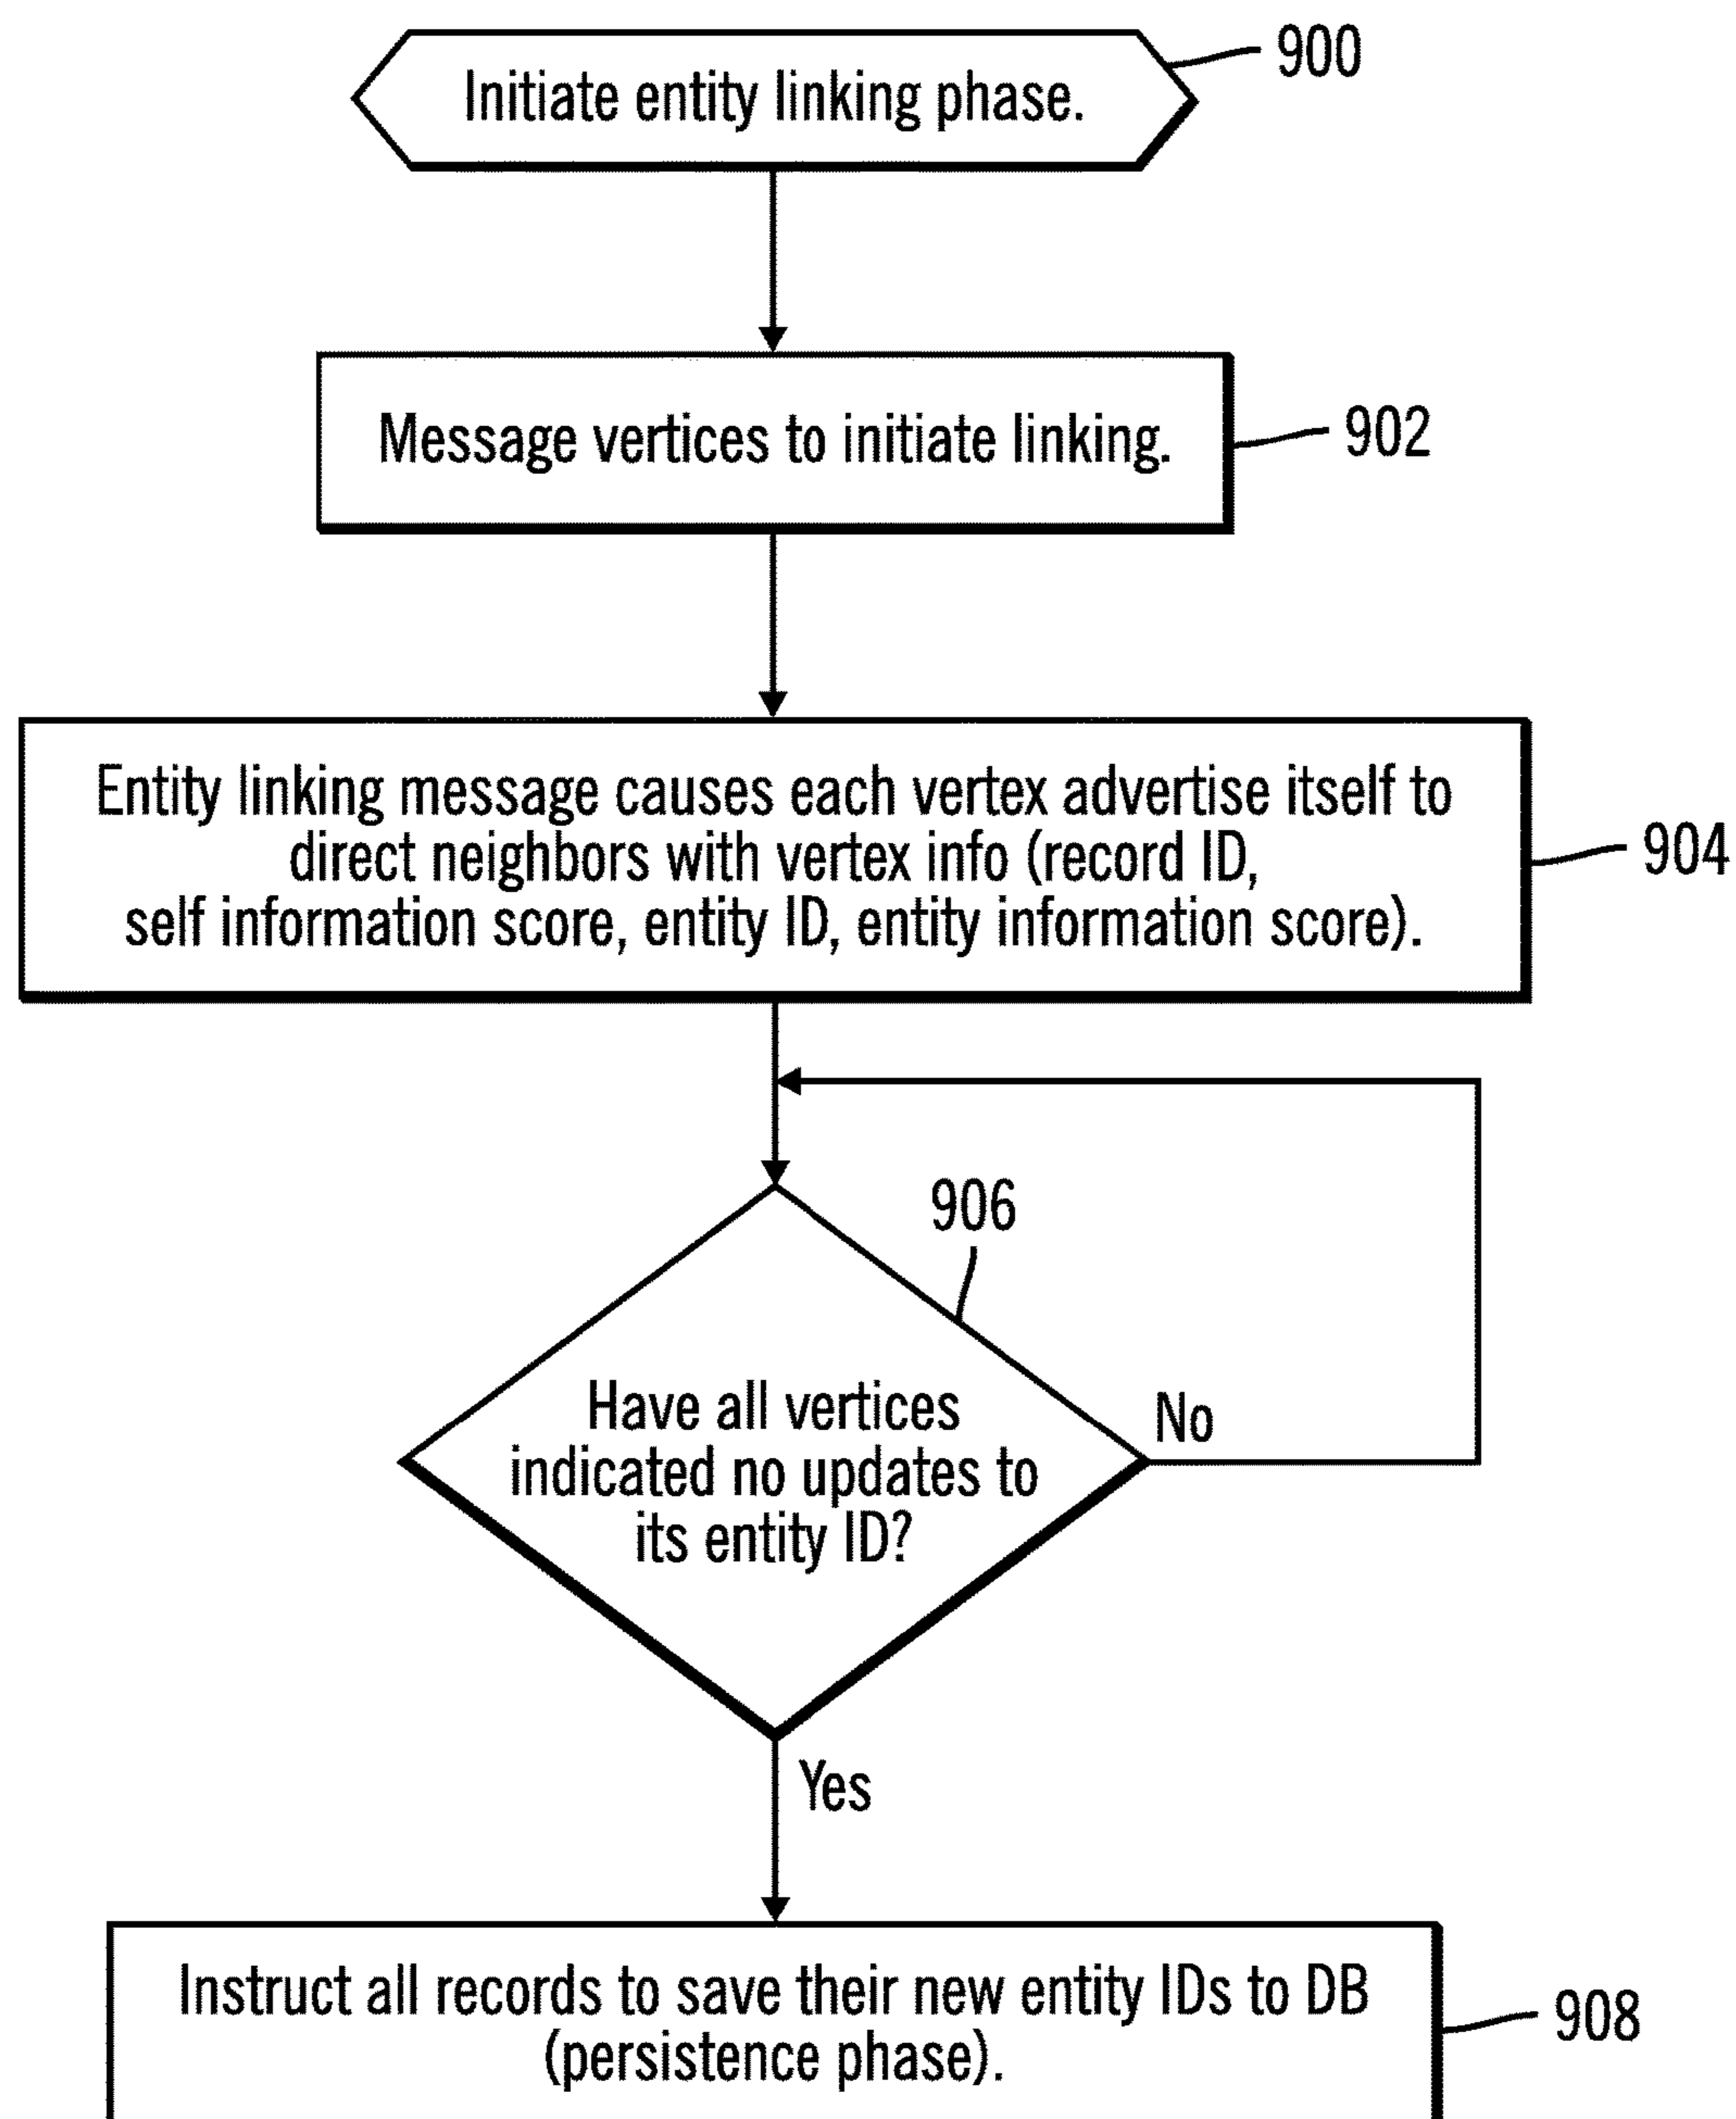 Initiate entity linking phase.
900
Message vertices to initiate linking.
902
Entity linking message causes each vertex advertise itself to
direct neighbors with vertex info (record ID,
self information score, entity ID, entity information score).
904
906
Have all vertices
indicated no updates to
its entity ID?
No
Yes
Instruct all records to save their new entity IDs to DB
(persistence phase).
908